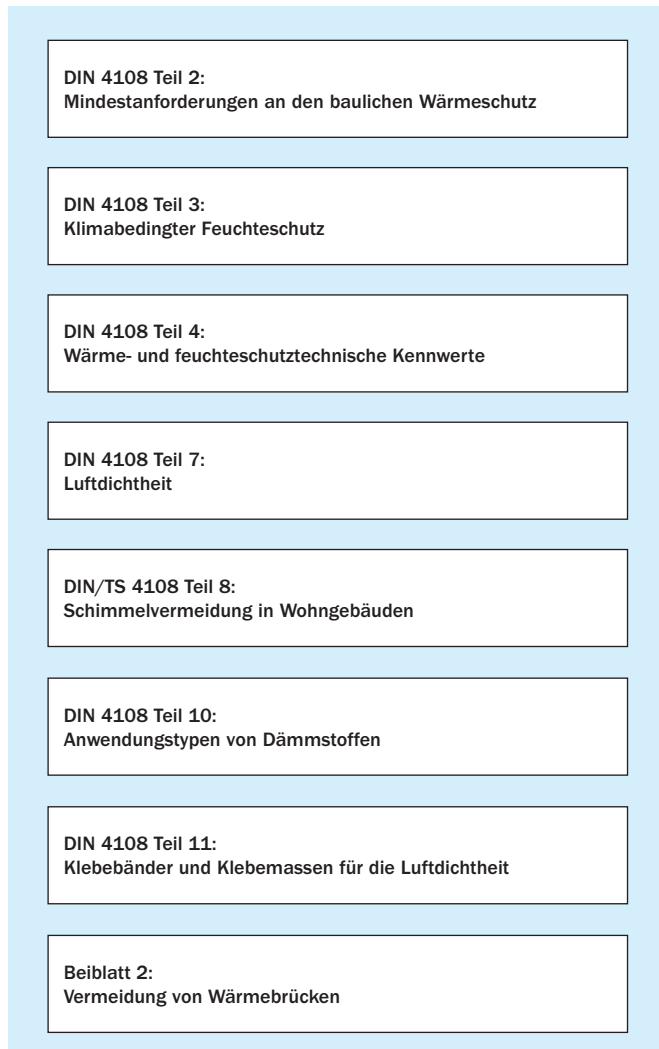 DIN 4108 Teil 2:
Mindestanforderungen an den baulichen Wärmeschutz
DIN 4108 Teil 3:
Klimabedingter Feuchteschutz
DIN 4108 Teil 4:
Wärme- und feuchteschutztechnische Kennwerte
DIN 4108 Teil 7:
Luftdichtheit
DIN/TS 4108 Teil 8:
Schimmelvermeidung in Wohngebäuden
DIN 4108 Teil 10:
Anwendungstypen von Dämmstoffen
DIN 4108 Teil 11:
Klebebänder und Klebemassen für die Luftdichtheit
Beiblatt 2:
Vermeidung von Wärmebrücken